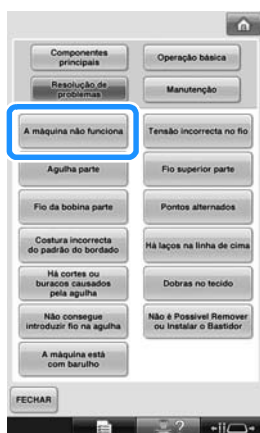 Componentes
principais
Operação básica
Resolução de
problemas
Manutenção
A máquina não funciona
Tensão incorrecta no fio
Agulha parte
Fio superior parte
Fio da bobina parte
Pontos alternados
Costura incorrecta
do padrão do bordado
Há laços na linha de cima
Há cortes ou
buracos causados
pela agulha
Dobras no tecido
Não consegue
introduzir fio na agulha
Não é Possivel Remover
ou Instalar o Bastidor
A máquina está
com barulho
FECHAR
?